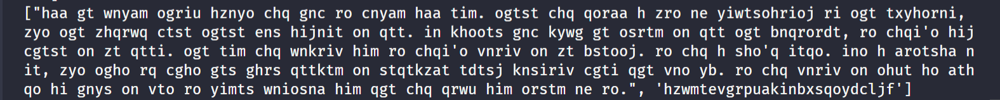 ["haa gt wnyam ogriu hznyo chq gnc ro cnyam haa tim. ogtst chq qoraa h zro ne yiwtsohrioj ri ogt txyhorni,
zyo ogt zhqrwq ctst ogtst ens hijnit on qtt. in khoots gnc kywg gt osrtm on qtt ogt bnqrordt, ro chqi'o hij
cgtst on zt qtti. ogt tim chq wnkriv him ro chqi'o vnriv on zt bstooj. ro chq h sho'q itqo. ino h arotsha n
it, zyo ogho rq cgho gts ghrs qttktm on stqtkzat tdtsj knsiriv cgti qgt vno yb. ro chq vnriv on ohut ho ath
qo hi gnys on vto ro yimts wniosna him qgt chq qrwu him orstm ne ro.", 'hzwmtevgrpuakinbxsqoydcljf']